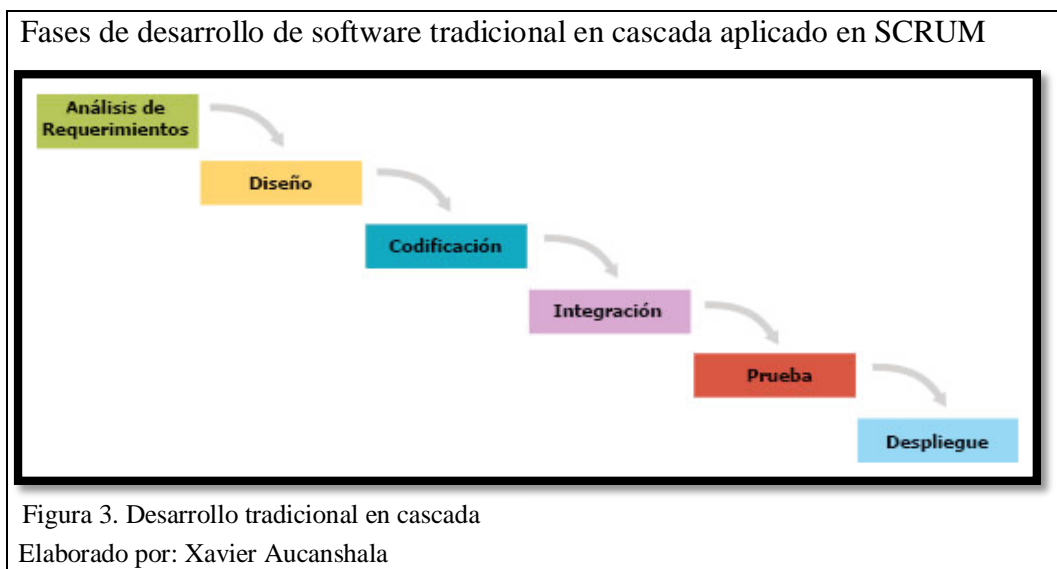 Fases de desarrollo de software tradicional en cascada aplicado en SCRUM
Análisis de
Requerimientos
Diseño
Codificación
Integración
Prueba
Despliegue
Figura 3. Desarrollo tradicional en cascada
Elaborado por: Xavier Aucanshala